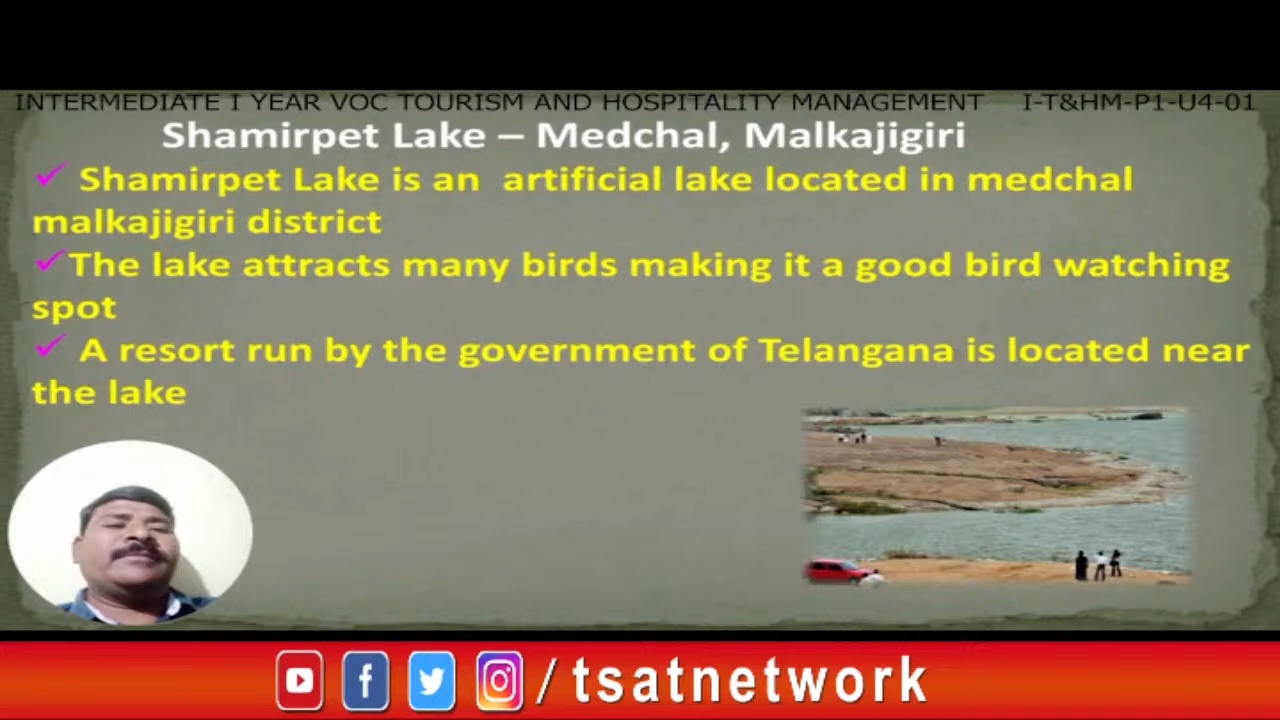 INTERMEDIATE I YEAR VOC TOURISM AND HOSPITALITY MANAGEMENT I-T&HM-P1-U4-01
Shamirpet Lake – Medchal, Malkajigiri
✓ Shamirpet Lake is an artificial lake located in medchal
malkajigiri district
✓The lake attracts many birds making it a good bird watching
spot
✓ A resort run by the government of Telangana is located near
the lake
/ tsatnetwork